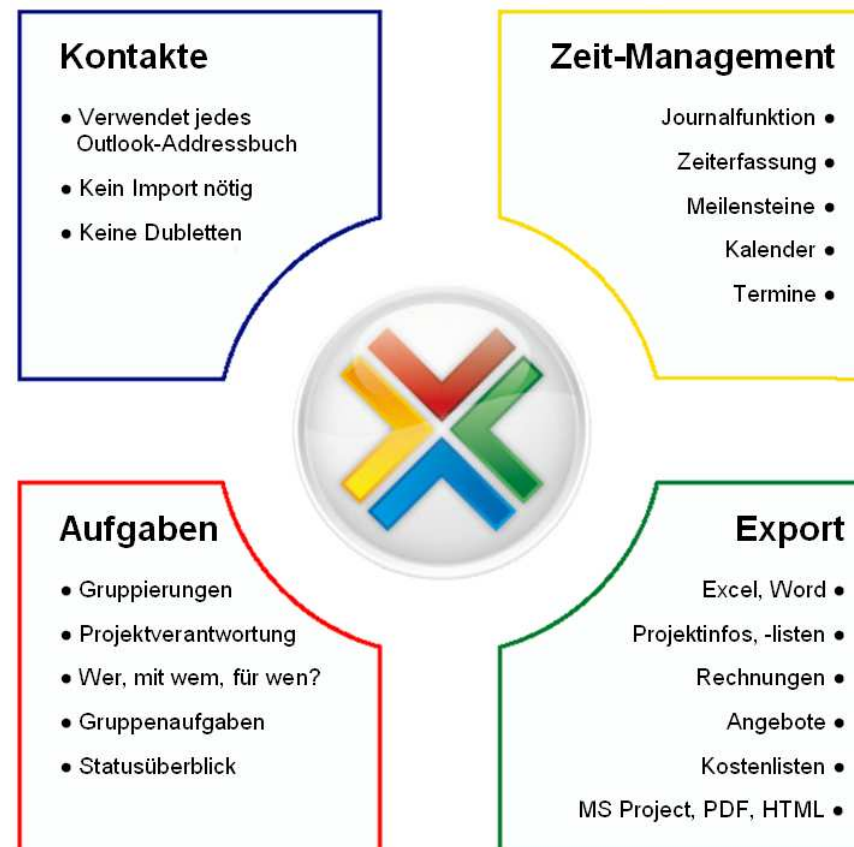 Kontakte
● Verwendet jedes
Outlook-Addressbuch
● Kein Import nötig
● Keine Dubletten
Zeit-Management
Journalfunktion ●
Zeiterfassung ●
Meilensteine ●
Kalender ●
Termine ●
Aufgaben
● Gruppierungen
● Projektverantwortung
● Wer, mit wem, für wen?
● Gruppenaufgaben
● Statusüberblick
Export
Excel, Word ●
Projektinfos, -listen ●
Rechnungen ●
Angebote ●
Kostenlisten ●
MS Project, PDF, HTML ●